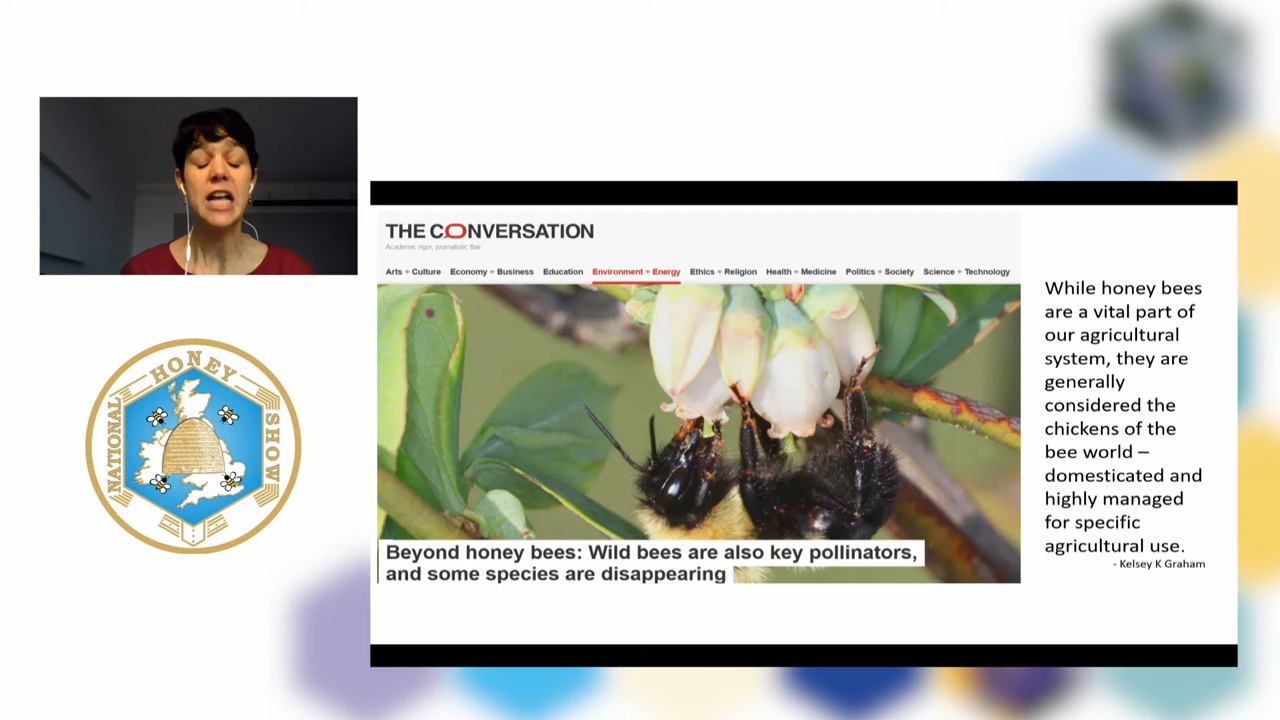 NATIONAL HONEY SHOW
THE CONVERSATION
Academic rigor, journalistic flair
Arts + Culture Economy + Business Education Environment + Energy Ethics + Religion Health + Medicine Politics + Society Science + Technology
Beyond honey bees: Wild bees are also key pollinators,
and some species are disappearing
While honey bees
are a vital part of
our agricultural
system, they are
generally
considered the
chickens of the
bee world –
domesticated and
highly managed
for specific
agricultural use.
- Kelsey K Graham